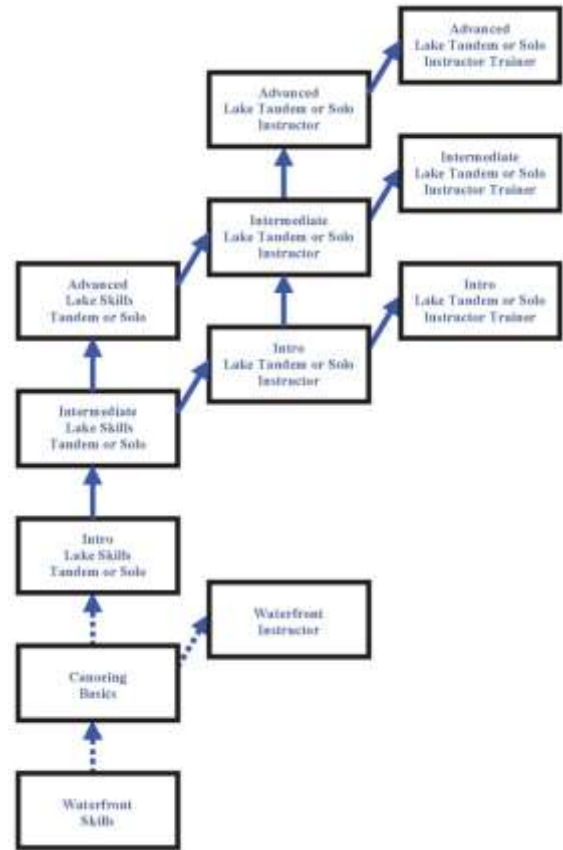 Advanced
Lake Tandem or Solo
Instructor Trainer
Advanced
Lake Tandem or Solo
Instructor
Intermediate
Lake Tandem or Solo
Instructor Trainer
Intermediate
Lake Tandem or Solo
Instructor
Advanced
Lake Skills
Tandem or Solo
Intro
Lake Tandem or Solo
Instructor Trainer
Intro
Lake Tandem or Solo
Instructor
Intermediate
Lake Skills
Tandem or Solo
Intro
Lake Skills
Tandem or Solo
Waterfront
Instructor
Canoeing
Basics
Waterfront
Skills